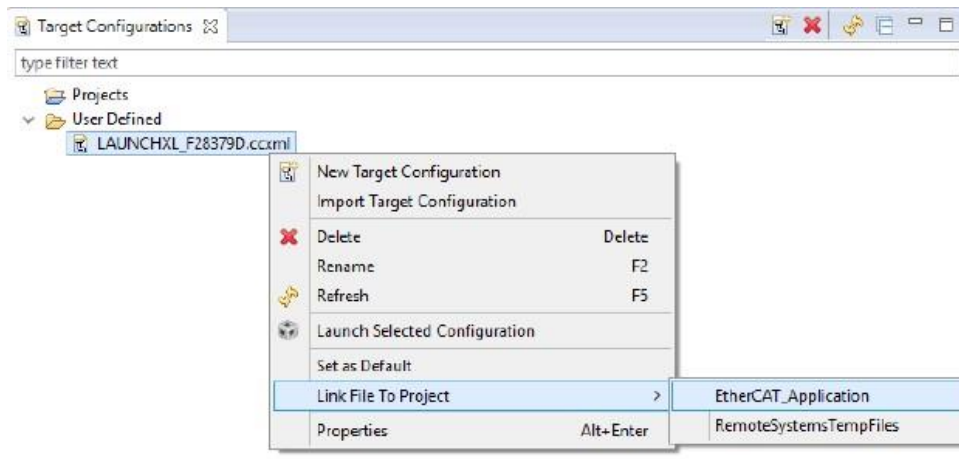 Target Configurations
type filter text
Projects
User Defined
LAUNCHXL_F28379D.ccxml
New Target Configuration
Import Target Configuration
Delete Delete
Rename F2
Refresh F5
Launch Selected Configuration
Set as Default
Link File To Project > EtherCAT_Application
RemoteSystemsTempFiles
Properties Alt+Enter